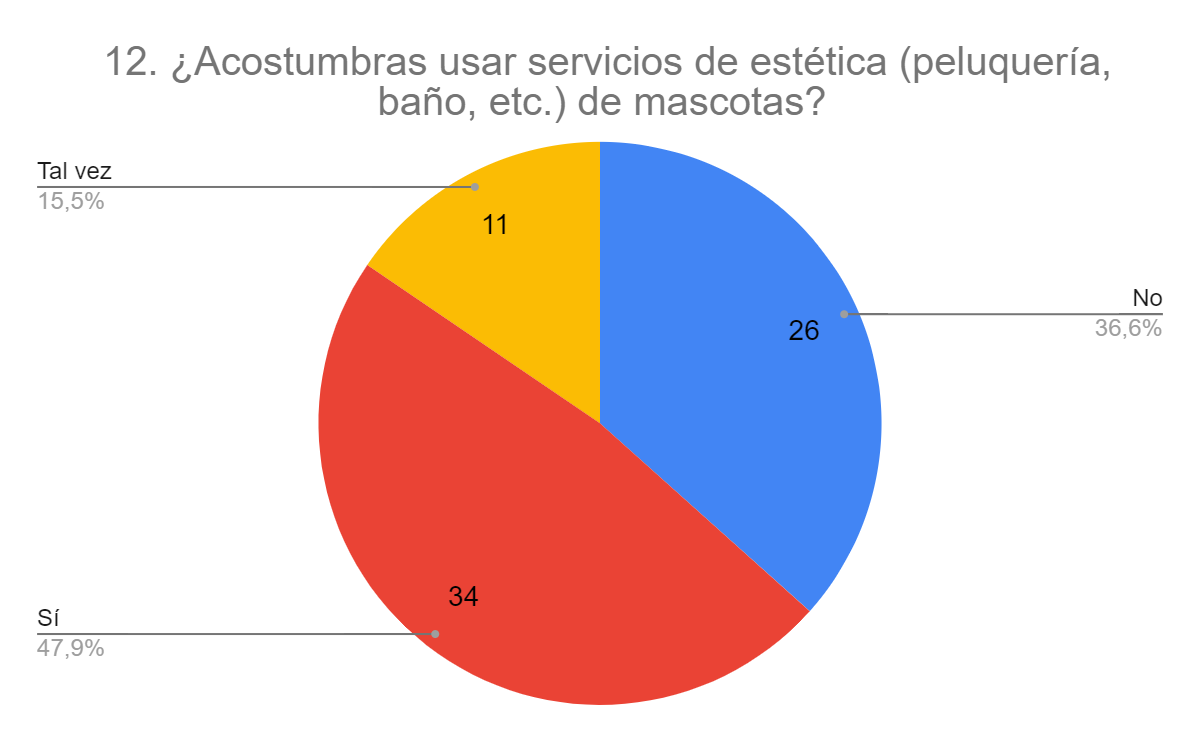 12. ¿Acostumbras usar servicios de estética (peluquería,
baño, etc.) de mascotas?
Tal vez
15,5%
11
No
36,6%
26
34
Sí
47,9%